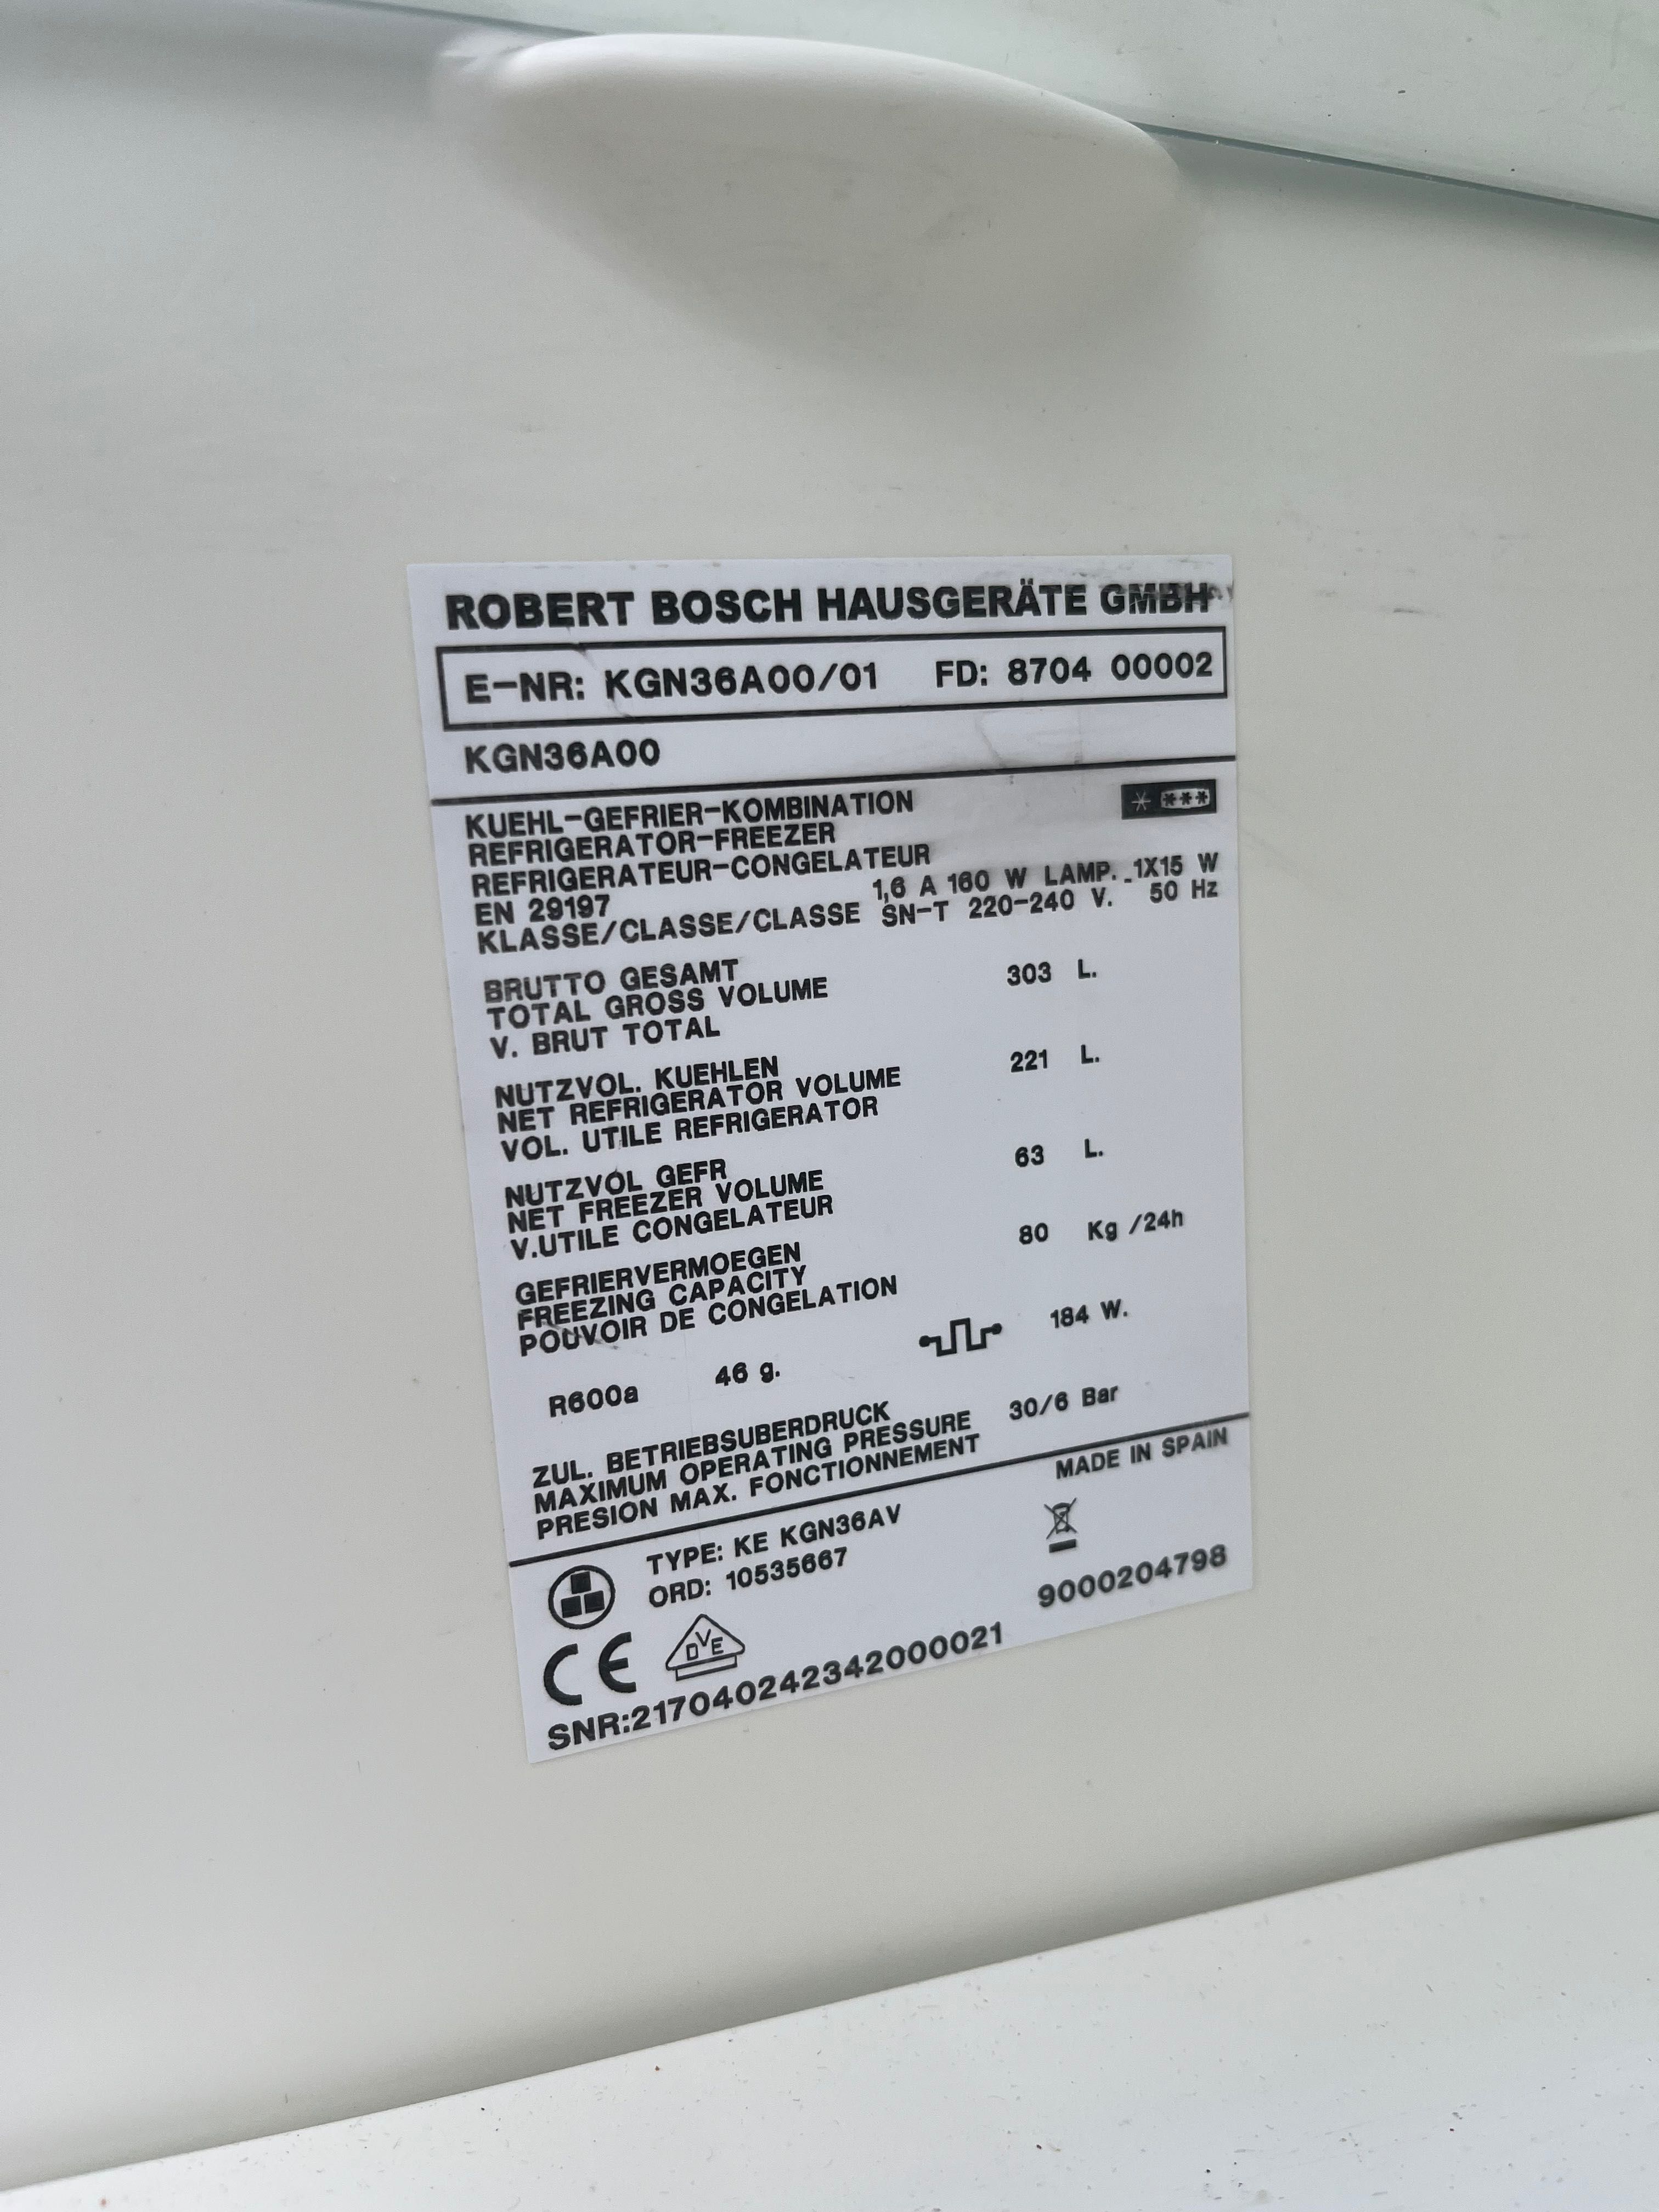 ROBERT BOSCH HAUSGERÄTE GMBH
E-NR: KGN36A00/01 FD: 8704 00002
KGN36A00
KUEHL-GEFRIER-KOMBINATION
REFRIGERATOR-FREEZER
REFRIGERATEUR-CONGELATEUR
EN 29197 1,6 A 160 W LAMP. 1X15 W
KLASSE/CLASSE/CLASSE SN-T 220-240 V. 50 Hz
BRUTTO GESAMT 303 L.
TOTAL GROSS VOLUME
V. BRUT TOTAL
NUTZVOL. KUEHLEN 221 L.
NET REFRIGERATOR VOLUME
VOL. UTILE REFRIGERATOR
NUTZVOL GEFR 63 L.
NET FREEZER VOLUME
V.UTILE CONGELATEUR
GEFRIERVERMOEGEN 80 Kg /24h
FREEZING CAPACITY
POUVOIR DE CONGELATION
R600a 46 g. 184 W.
ZUL. BETRIEBSUBERDRUCK 30/6 Bar
MAXIMUM OPERATING PRESSURE
PRESION MAX. FONCTIONNEMENT
MADE IN SPAIN
TYPE: KE KGN36AV
ORD: 10535667
9000204798
CE DVE
SNR:217040242342000021